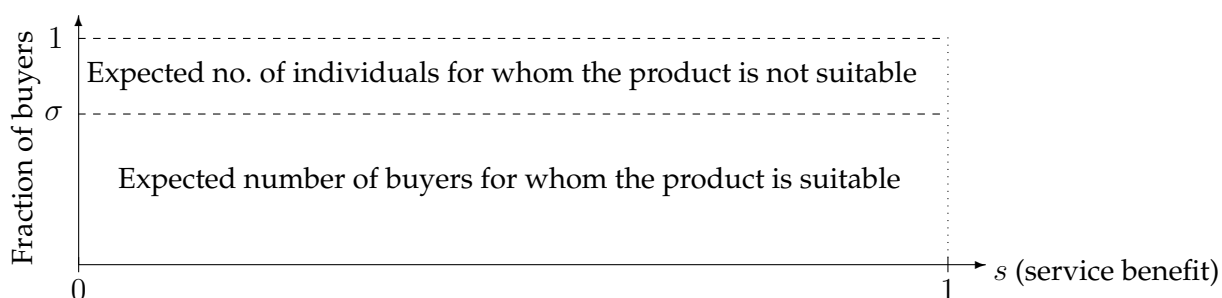 Fraction of buyers
1
Expected no. of individuals for whom the product is not suitable
σ
Expected number of buyers for whom the product is suitable
0
1
s (service benefit)